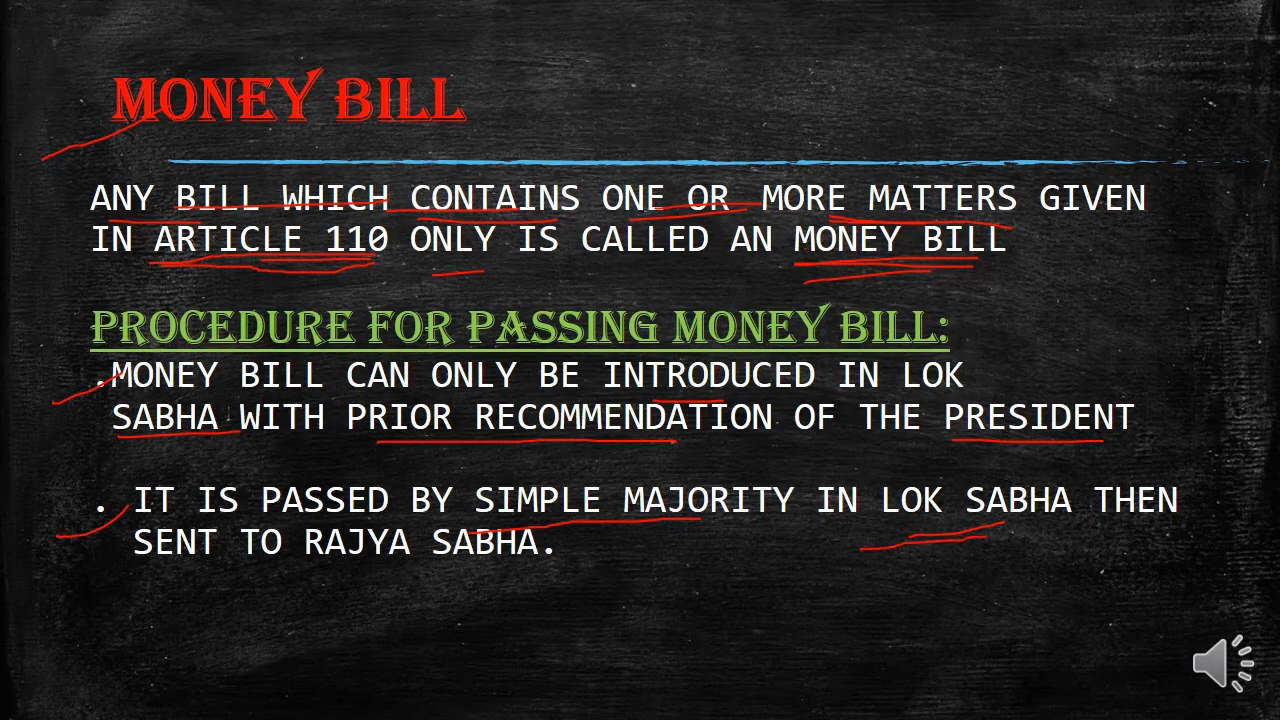 MONEY BILL
ANY BILL WHICH CONTAINS ONE OR MORE MATTERS GIVEN
IN ARTICLE 110 ONLY IS CALLED AN MONEY BILL
PROCEDURE FOR PASSING MONEY BILL:
.MONEY BILL CAN ONLY BE INTRODUCED IN LOK
SABHA WITH PRIOR RECOMMENDATION OF THE PRESIDENT
. IT IS PASSED BY SIMPLE MAJORITY IN LOK SABHA THEN
SENT TO RAJYA SABHA.